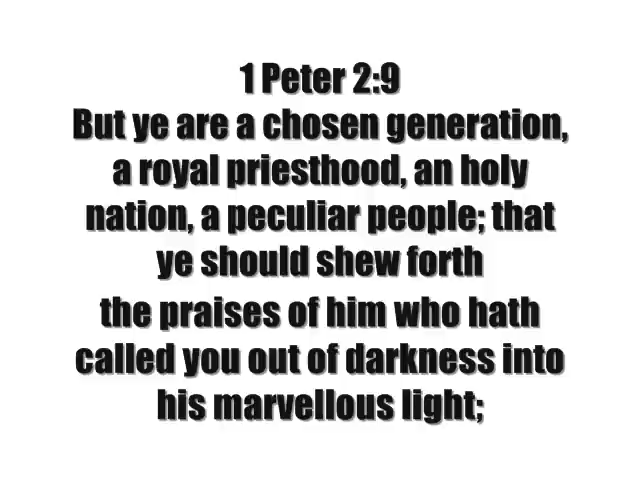 1 Peter 2:9
But ye are a chosen generation,
a royal priesthood, an holy
nation, a peculiar people; that
ye should shew forth
the praises of him who hath
called you out of darkness into
his marvellous light;